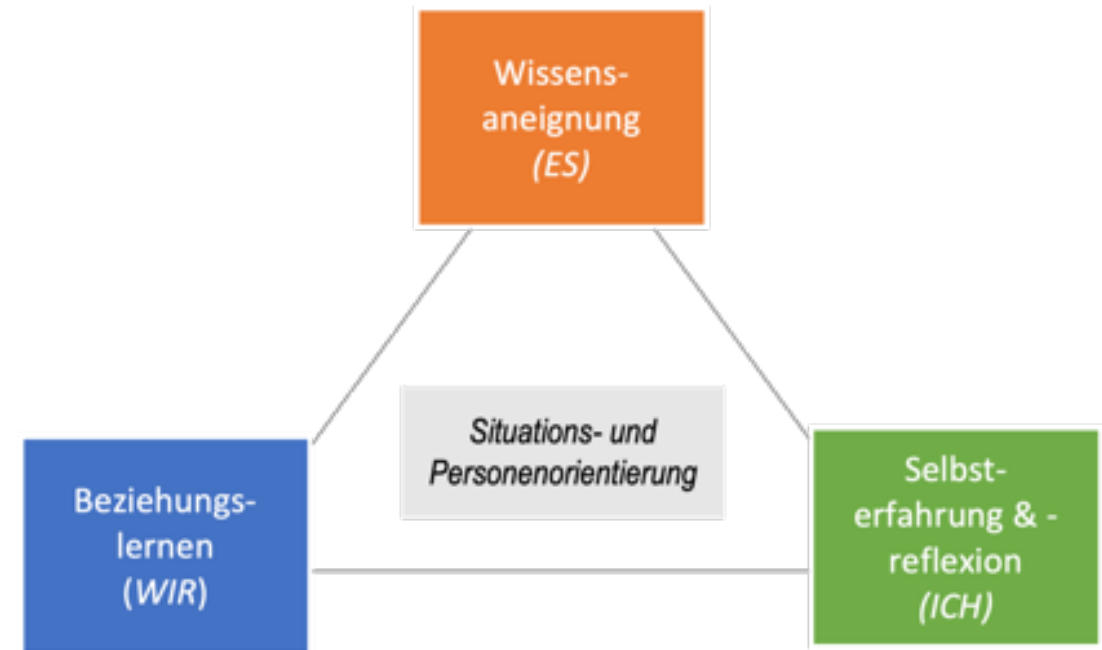 Wissens-
aneignung
(ES)
Situations- und
Personenorientierung
Beziehungs-
lernen
(WIR)
Selbst-
erfahrung & -
reflexion
(ICH)